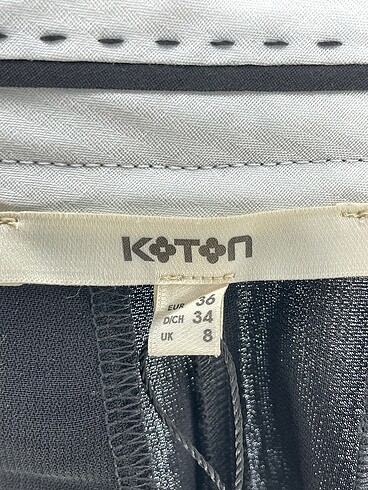 KOTON
EUR 36
D/CH 34
UK 8